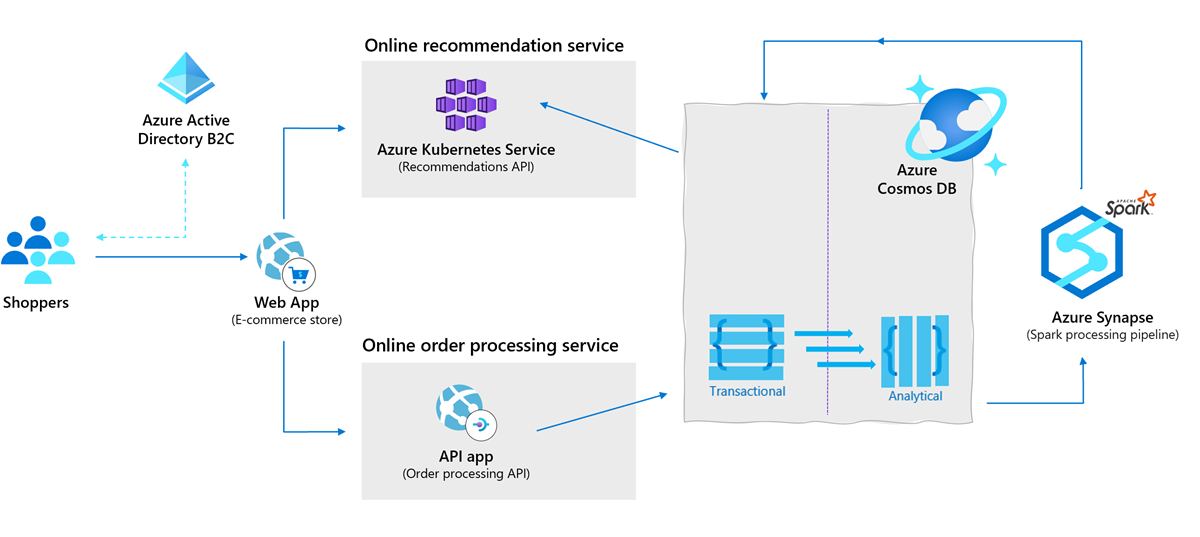 Online recommendation service
Azure Active
Directory B2C
Azure Kubernetes Service
(Recommendations API)
Azure
Cosmos DB
APACHE
Spark
Shoppers
$
Web App
(E-commerce store)
Azure Synapse
(Spark processing pipeline)
Online order processing service
Transactional
Analytical
API app
(Order processing API)